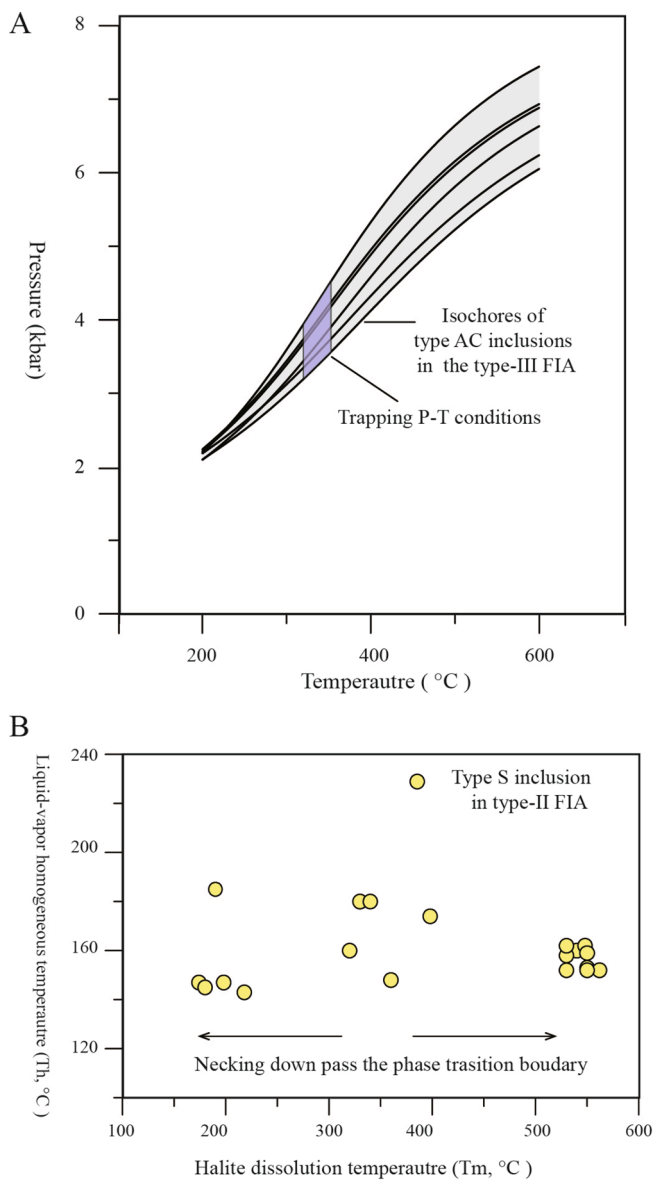 A
8
6
4
2
0
Pressure (kbar)
Isochores of
type AC inclusions
in the type-III FIA
Trapping P-T conditions
200
400
600
Temperautre ( °C )
B
240
200
160
120
Liquid-vapor homogeneous temperautre (Th, °C )
Type S inclusion
in type-II FIA
Necking down pass the phase trasition boudary
100
200
300
400
500
600
Halite dissolution temperautre (Tm, °C )